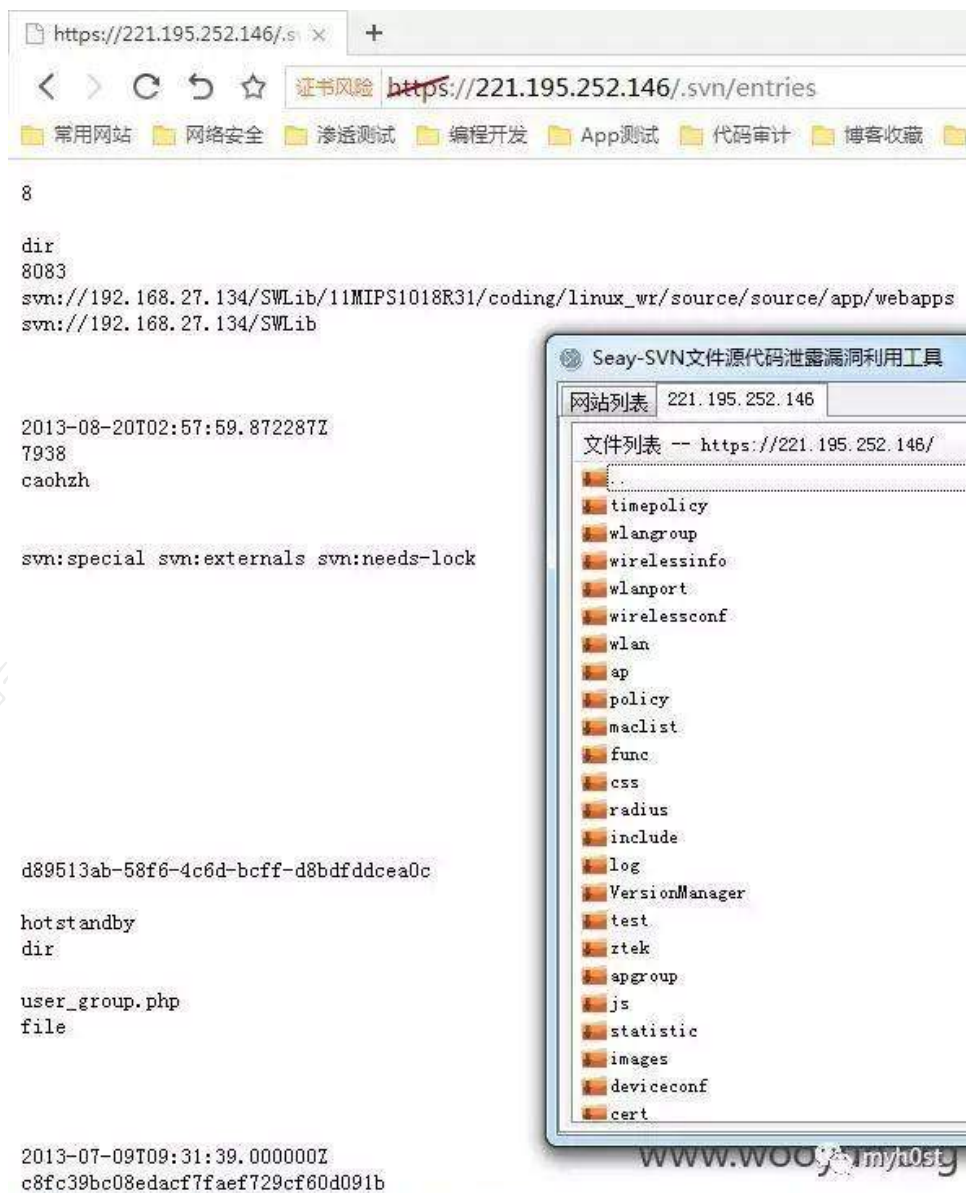 https://221.195.252.146/.s
证书风险 https://221.195.252.146/.svn/entries
常用网站 网络安全 渗透测试 编程开发 App测试 代码审计 博客收藏
8
dir
8083
svn://192.168.27.134/SWLib/11MIPS1018R31/coding/linux_wr/source/source/app/webapps
svn://192.168.27.134/SWLib
2013-08-20T02:57:59.872287Z
7938
caohzh
svn:special svn:externals svn:needs-lock
d89513ab-58f6-4c6d-bcff-d8bdfddcea0c
hotstandby
dir
user_group.php
file
2013-07-09T09:31:39.000000Z
c8fc39bc08edacf7faef729cf60d091b
Seay-SVN文件源代码泄露漏洞利用工具
网站列表 221.195.252.146
文件列表 -- https://221.195.252.146/
..
timepolicy
wlangroup
wirelessinfo
wlanport
wirelessconf
wlan
ap
policy
maclist
func
css
radius
include
log
VersionManager
test
ztek
apgroup
js
statistic
images
deviceconf
cert
myh0st